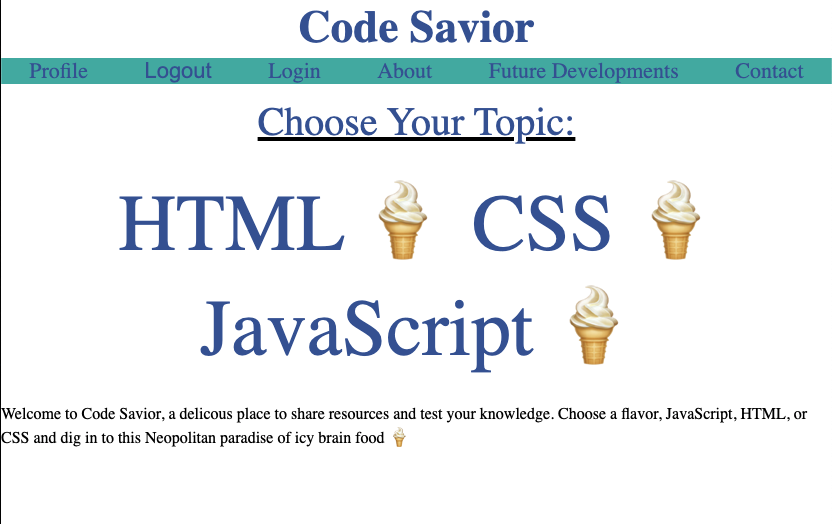 Code Savior
Profile Logout Login About Future Developments Contact
Choose Your Topic:
HTML 🍦 CSS 🍦
JavaScript 🍦
Welcome to Code Savior, a delicous place to share resources and test your knowledge. Choose a flavor, JavaScript, HTML, or
CSS and dig in to this Neopolitan paradise of icy brain food 🍦